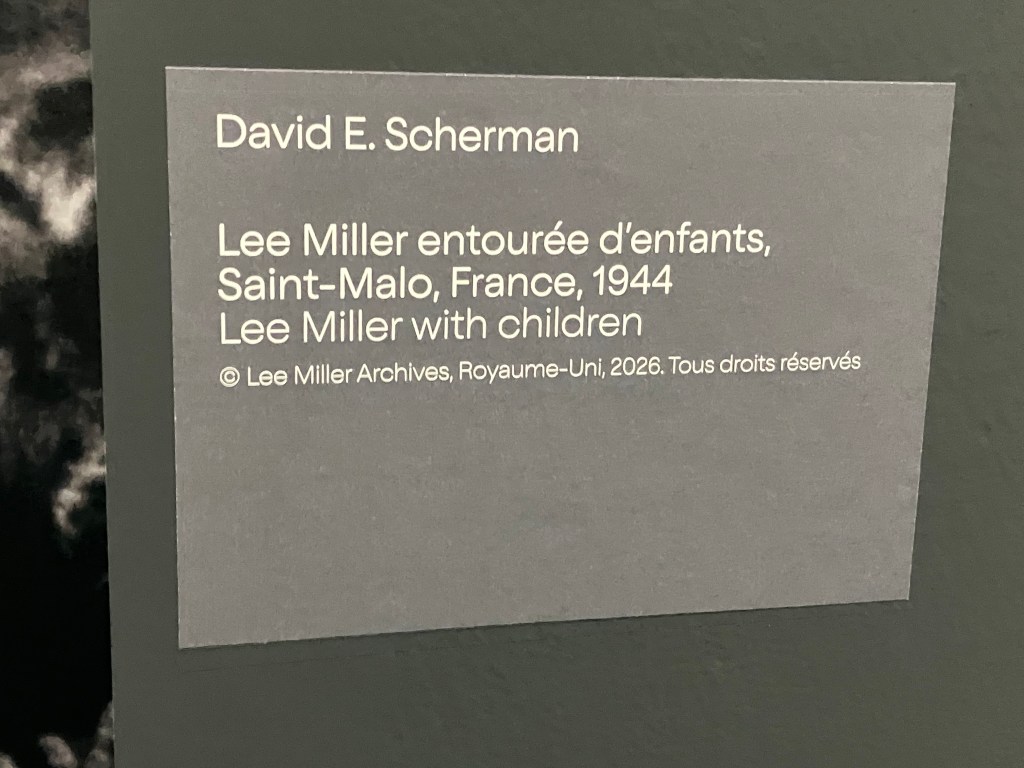 David E. Scherman
Lee Miller entourée d'enfants,
Saint-Malo, France, 1944
Lee Miller with children
© Lee Miller Archives, Royaume-Uni, 2026. Tous droits réservés